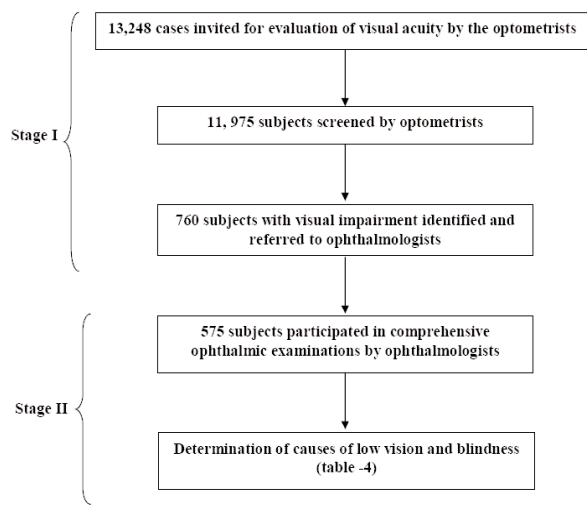 13,248 cases invited for evaluation of visual acuity by the optometrists
Stage I
11, 975 subjects screened by optometrists
760 subjects with visual impairment identified and
referred to ophthalmologists
575 subjects participated in comprehensive
ophthalmic examinations by ophthalmologists
Stage II
Determination of causes of low vision and blindness
(table -4)